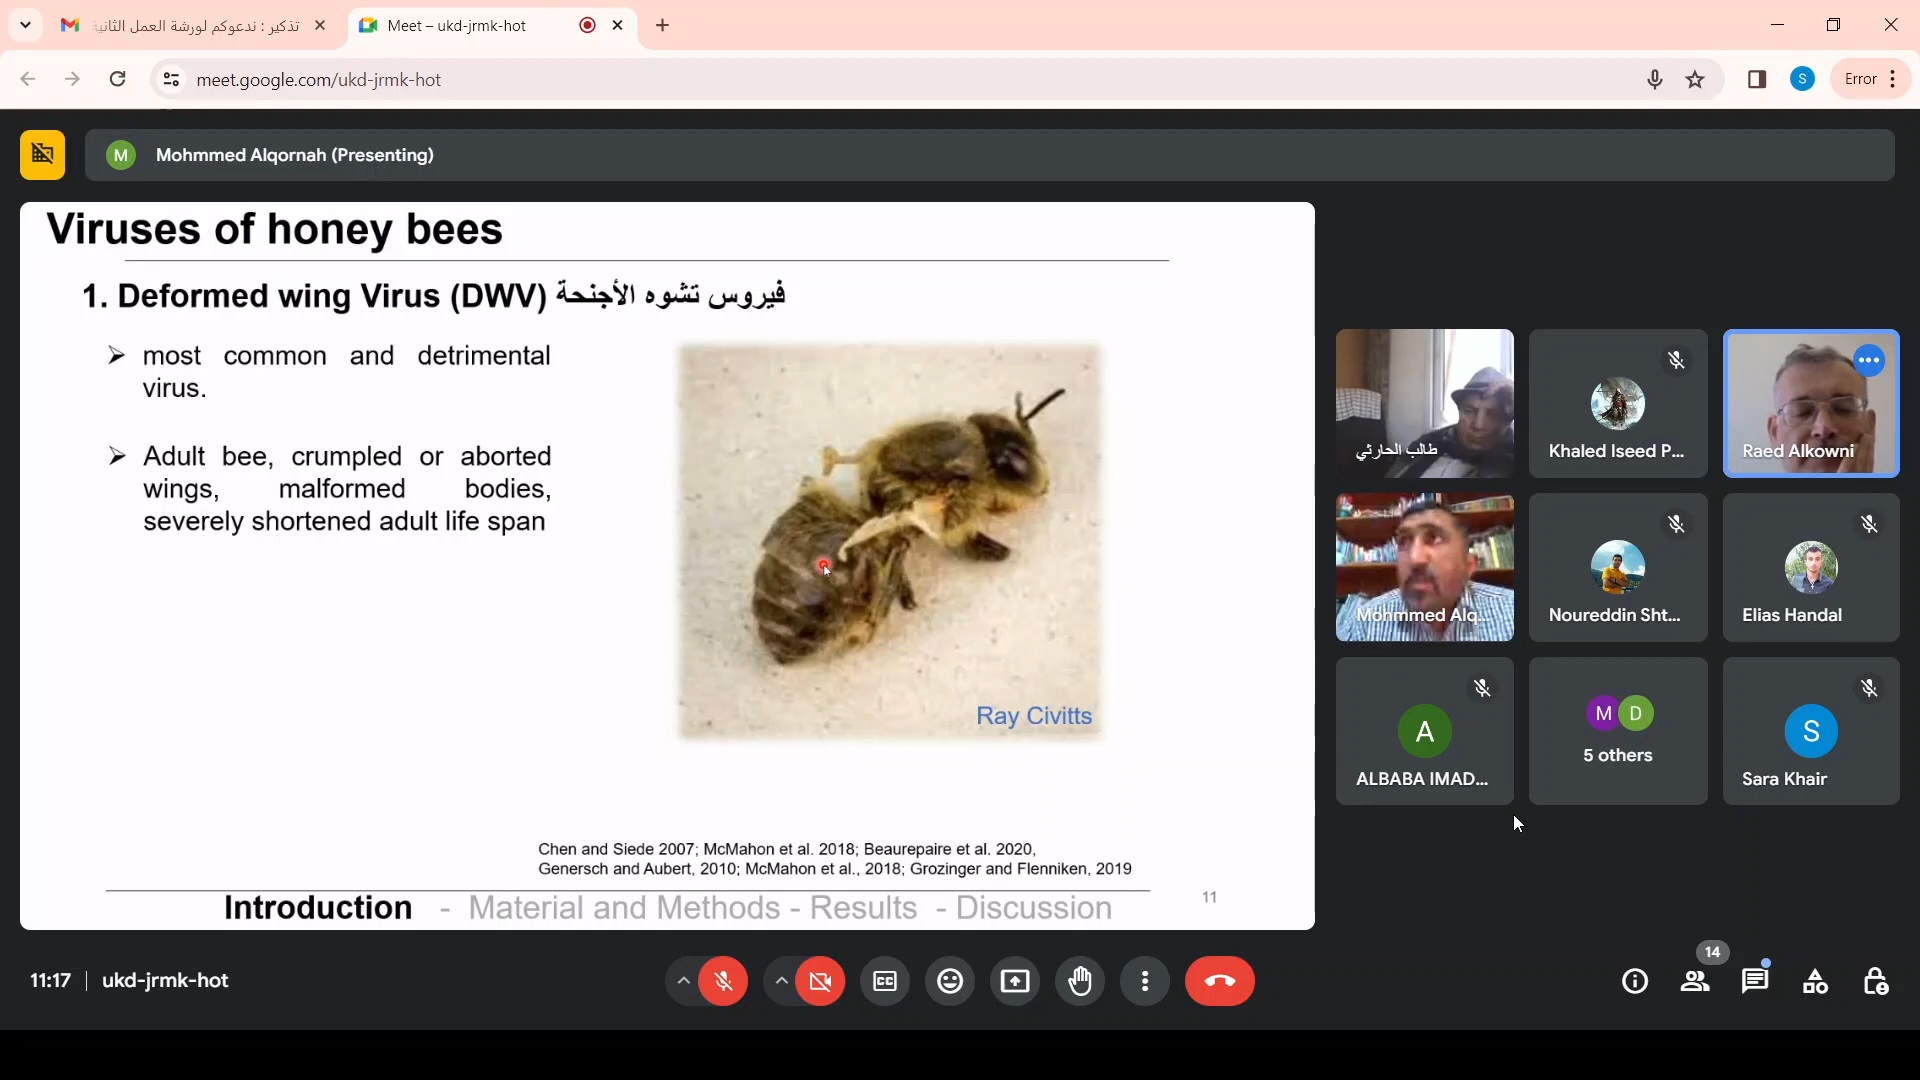 تذكير : ندعوكم لورشة العمل الثانية
Meet – ukd-jrmk-hot
meet.google.com/ukd-jrmk-hot
S
Error
M
Mohmmed Alqornah (Presenting)
Viruses of honey bees
1. Deformed wing Virus (DWV) فيروس تشوه الأجنحة
most common and detrimental
virus.
Adult bee, crumpled or aborted
wings, malformed bodies,
severely shortened adult life span
Ray Civitts
Chen and Siede 2007; McMahon et al. 2018; Beaurepaire et al. 2020,
Genersch and Aubert, 2010; McMahon et al., 2018; Grozinger and Flenniken, 2019
Introduction - Material and Methods - Results - Discussion
11
طالب الحارثي
Khaled Iseed P...
Raed Alkowni
Mohmmed Alq...
Noureddin Sht...
Elias Handal
A
ALBABA IMAD...
M D
5 others
S
Sara Khair
11:17 | ukd-jrmk-hot
CC
14